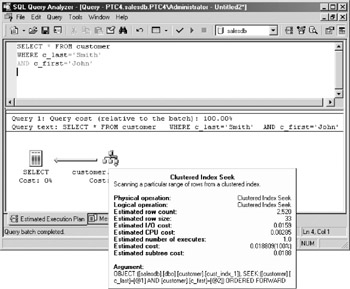 SQL Query Analyzer - [Query - PTC4.salesdb.PTC4\Administrator - Untitled2*]
File Edit Query Tools Window Help
salesdb
SELECT * FROM customer
WHERE c_last='Smith'
AND c_first='John'
Query 1: Query cost (relative to the batch): 100.00%
Query text: SELECT * FROM customer WHERE c_last='Smith' AND c_first='John'
SELECT
Cost: 0%
customer.
Cost:
Clustered Index Seek
Scanning a particular range of rows from a clustered index.
Physical operation: Clustered Index Seek
Logical operation: Clustered Index Seek
Estimated row count: 2,520
Estimated row size: 33
Estimated I/O cost: 0.0159
Estimated CPU cost: 0.00285
Estimated number of executes: 1.0
Estimated cost: 0.018809(100%)
Estimated subtree cost: 0.0188
Argument:
OBJECT:([salesdb].[dbo].[customer].[cust_indx_1]), SEEK:([customer].[
c_last]=[@1] AND [customer].[c_first]=[@2]) ORDERED FORWARD
Estimated Execution Plan
Query batch completed.
Ln 4, Col 1
NUM